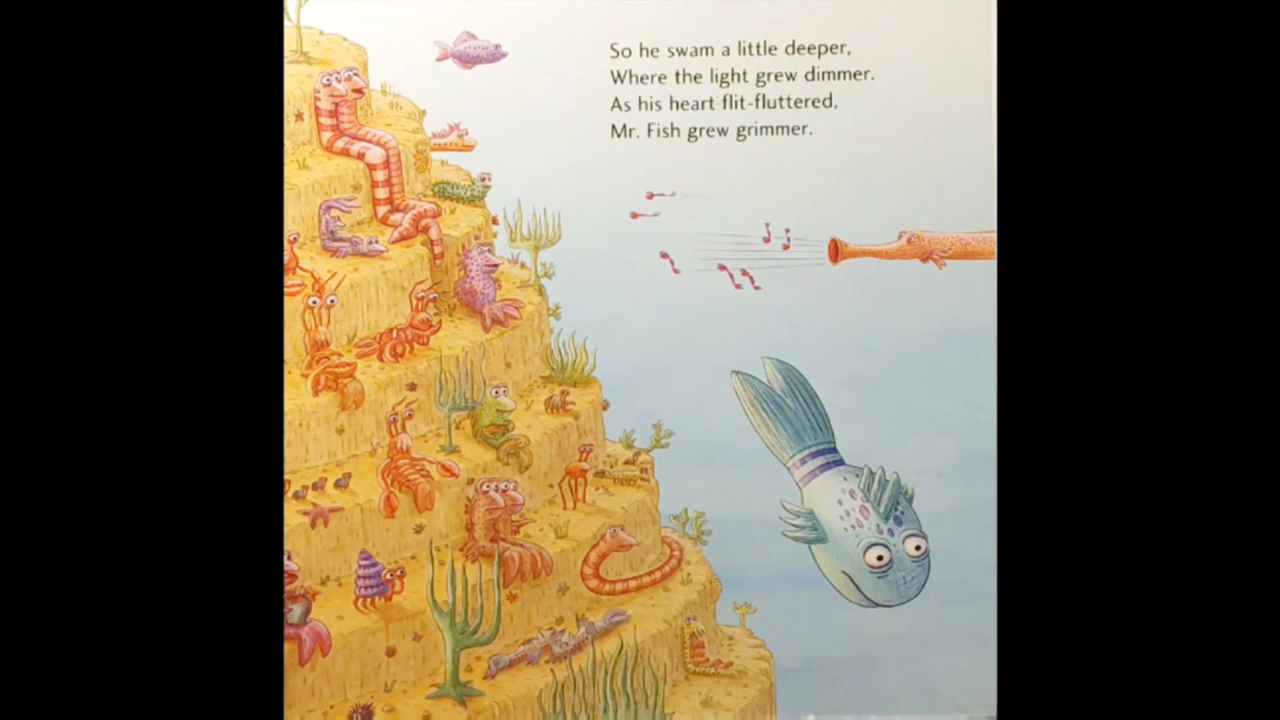 So he swam a little deeper,
Where the light grew dimmer.
As his heart flit-fluttered,
Mr. Fish grew grimmer.